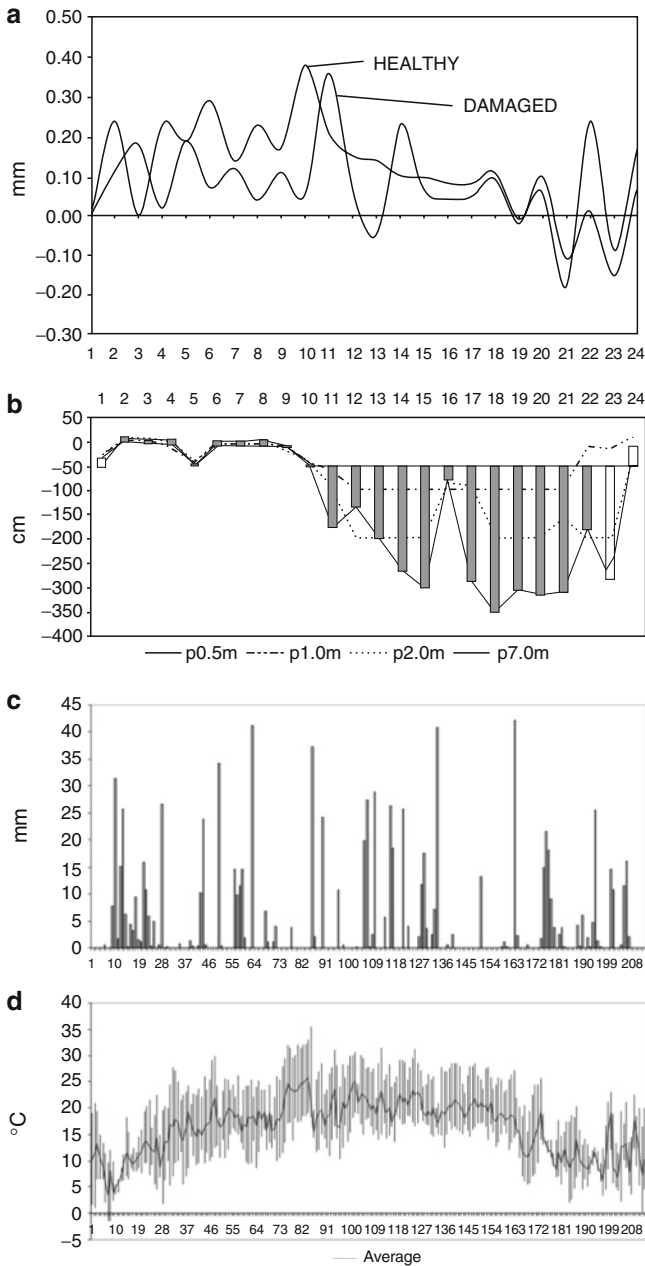 a
0.50
0.40
HEALTHY
0.30
DAMAGED
mm
0.20
0.10
0.00
−0.10
−0.20
−0.30
1 2 3 4 5 6 7 8 9 10 11 12 13 14 15 16 17 18 19 20 21 22 23 24
1 2 3 4 5 6 7 8 9 10 11 12 13 14 15 16 17 18 19 20 21 22 23 24
b
50
0
−50
−100
−150
cm
−200
−250
−300
−350
−400
p0.5m p1.0m p2.0m p7.0m
c
45
40
35
30
mm
25
20
15
10
5
0
1 10 19 28 37 46 55 64 73 82 91 100 109 118 127 136 145 154 163 172 181 190 199 208
d
40
35
30
25
°C
20
15
10
5
0
−5
1 10 19 28 37 46 55 64 73 82 91 100 109 118 127 136 145 154 163 172 181 190 199 208
Average